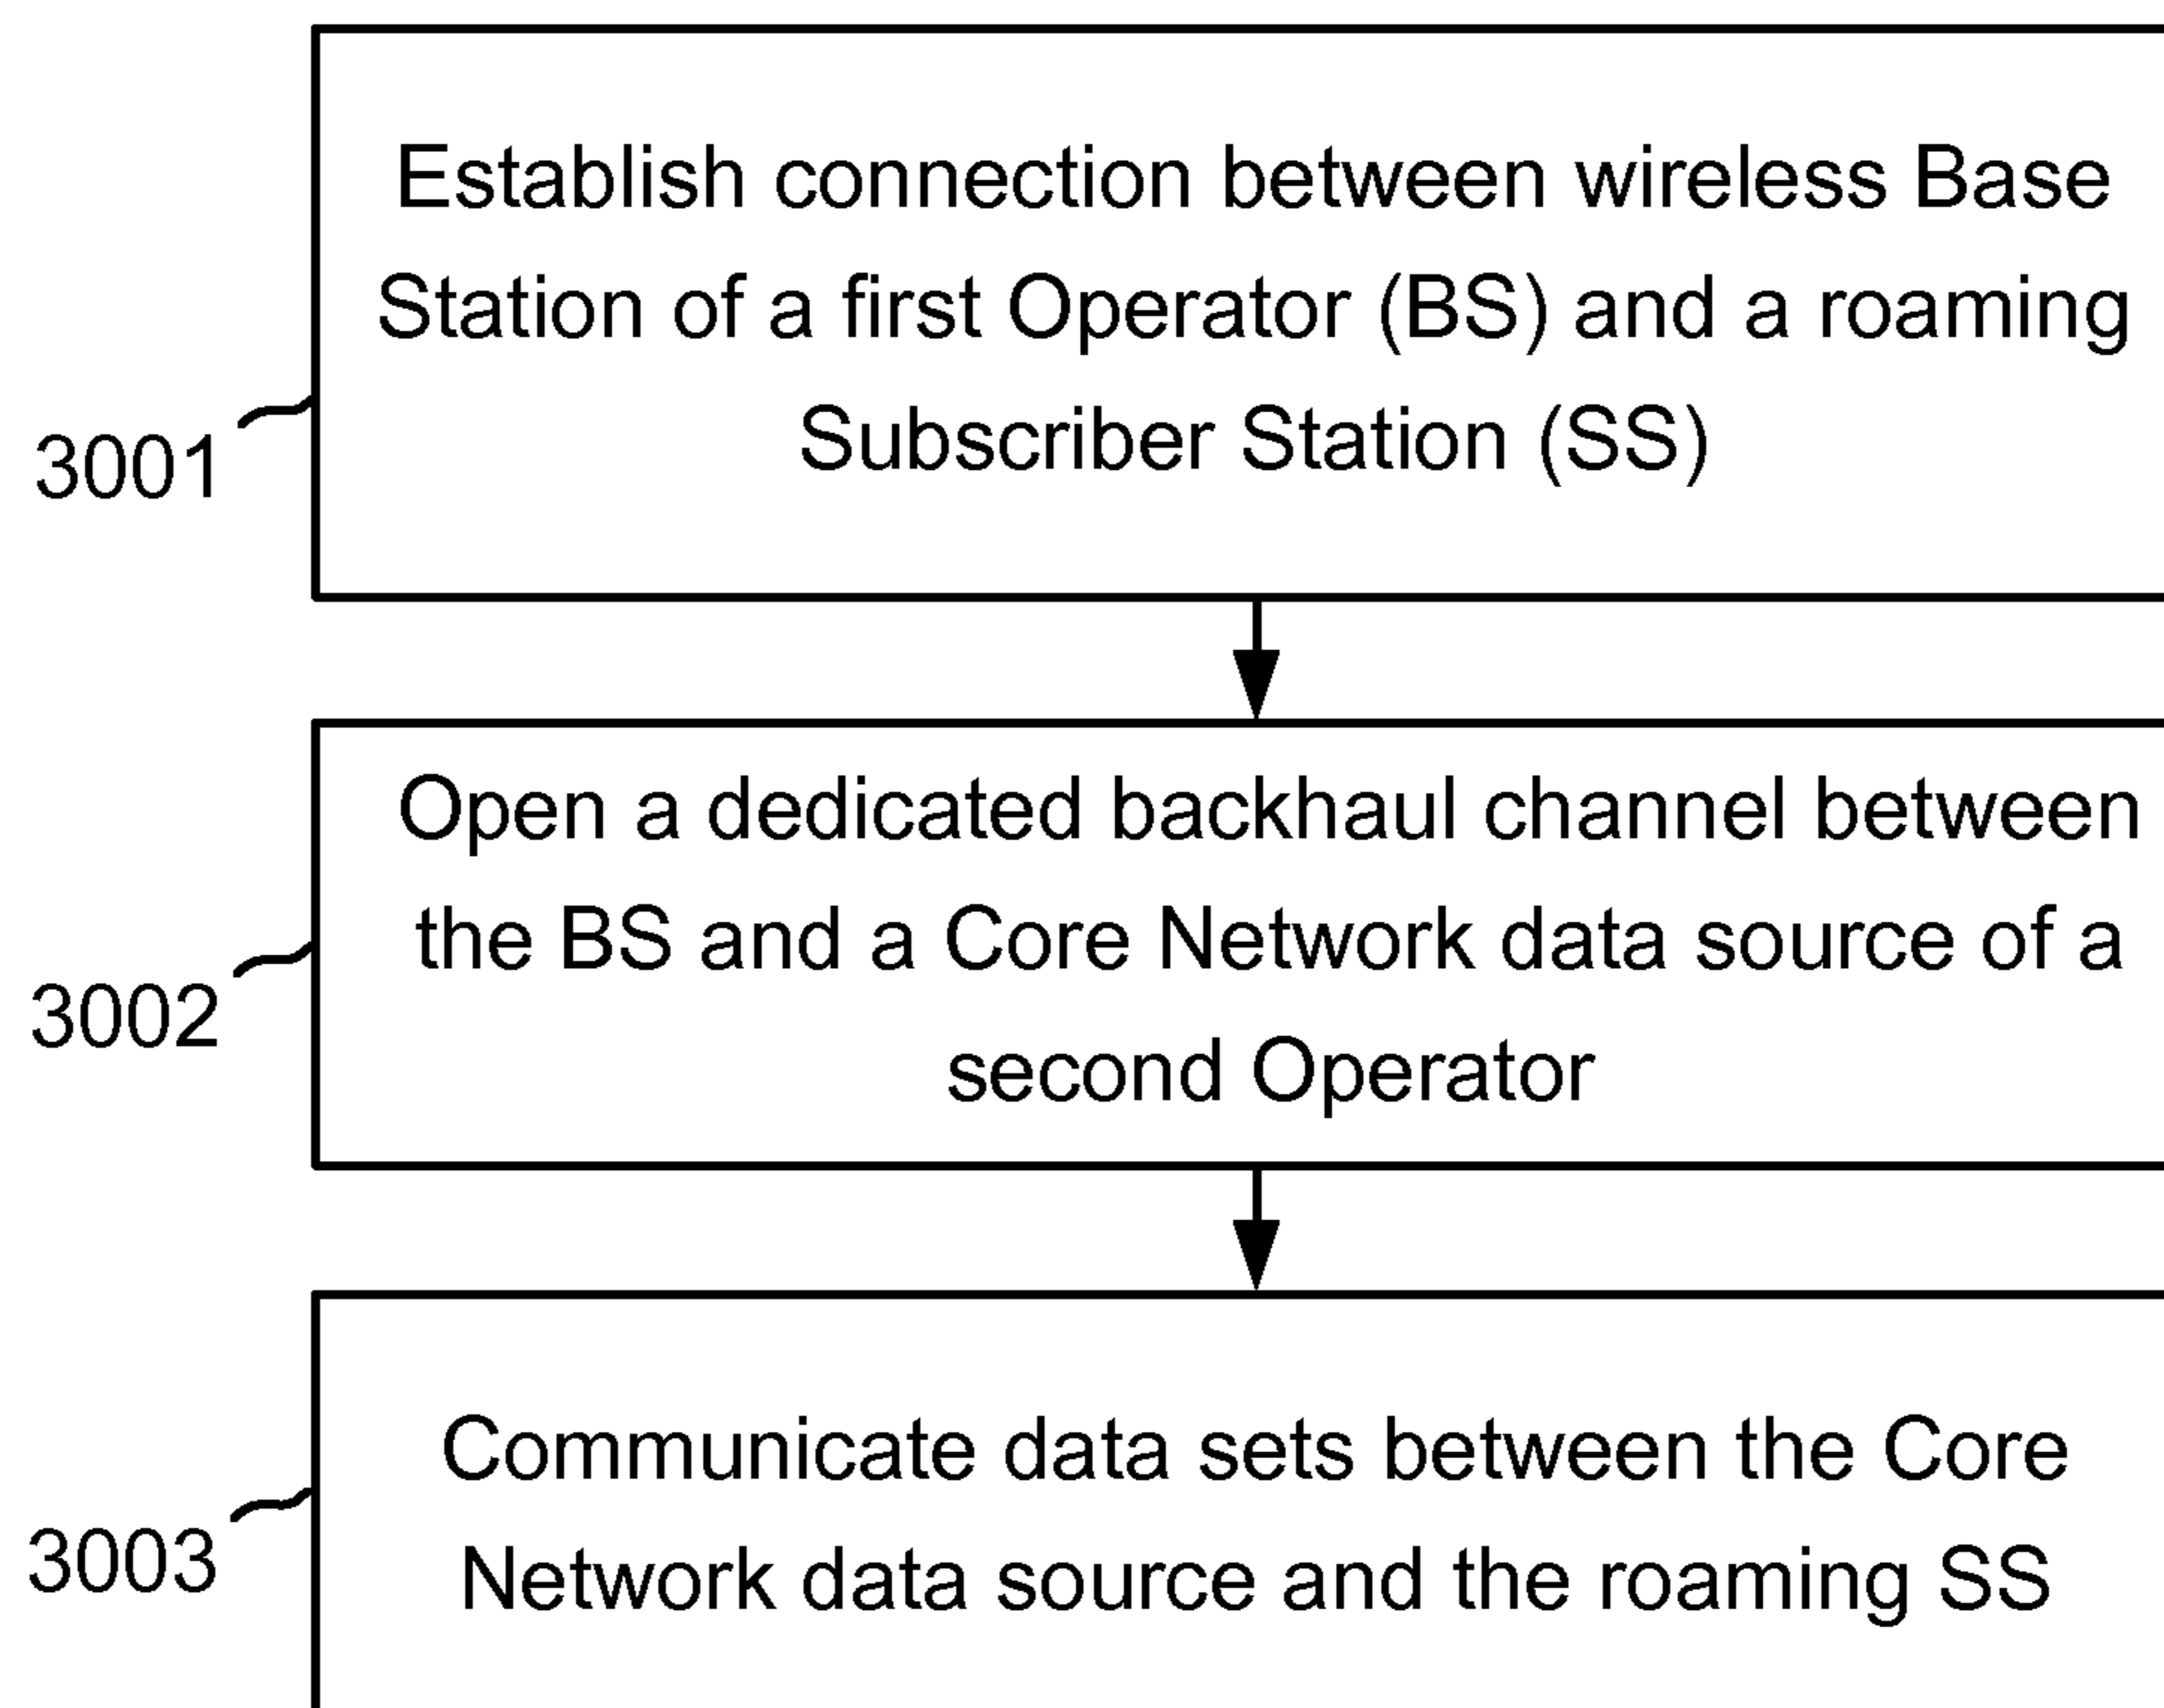 Establish connection between wireless Base
Station of a first Operator (BS) and a roaming
Subscriber Station (SS)
3001
Open a dedicated backhaul channel between
the BS and a Core Network data source of a
second Operator
3002
Communicate data sets between the Core
Network data source and the roaming SS
3003